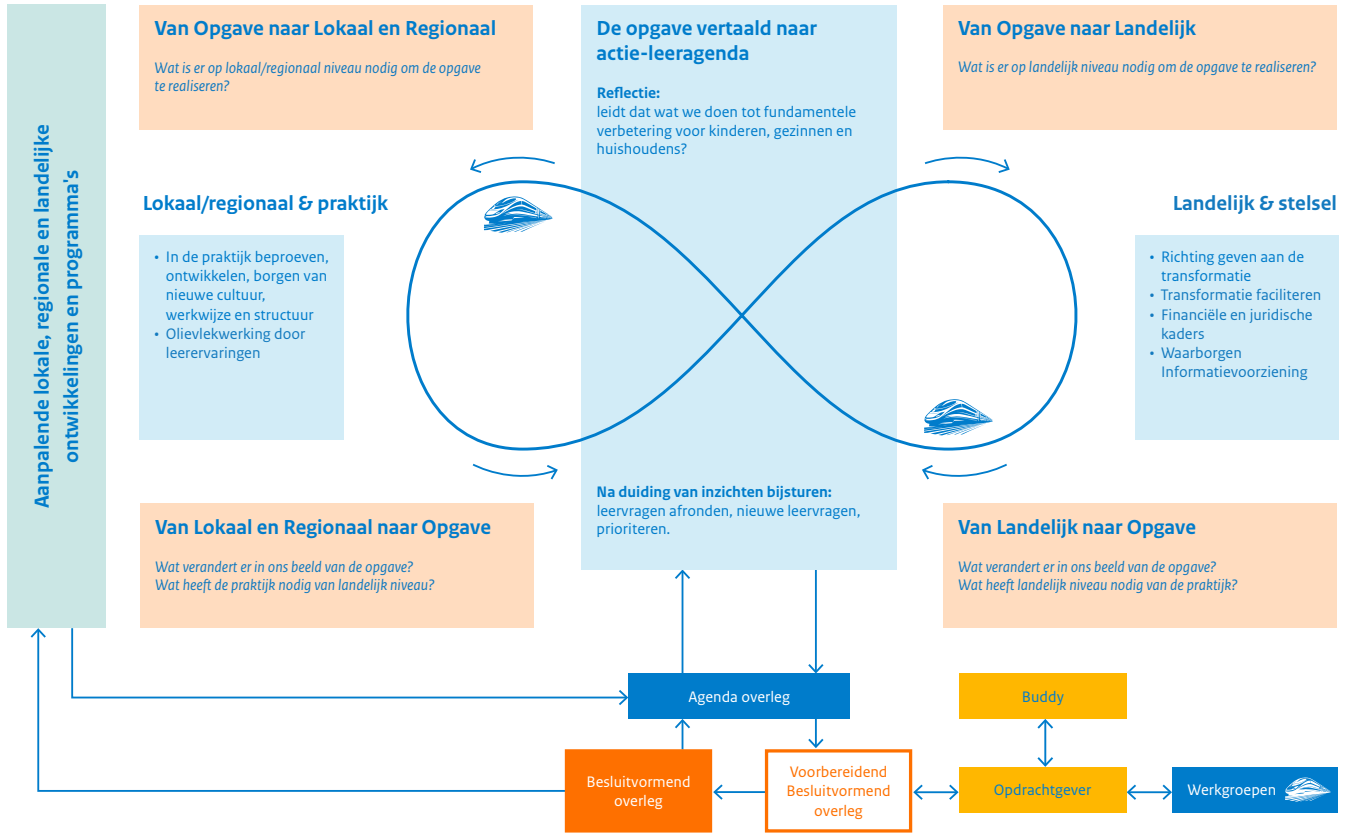 Aanpalende lokale, regionale en landelijke
ontwikkelingen en programma's
Van Opgave naar Lokaal en Regionaal
Wat is er op lokaal/regionaal niveau nodig om de opgave
te realiseren?
De opgave vertaald naar
actie-leeragenda
Reflectie:
leidt dat wat we doen tot fundamentele
verbetering voor kinderen, gezinnen en
huishoudens?
Van Opgave naar Landelijk
Wat is er op landelijk niveau nodig om de opgave te realiseren?
Lokaal/regionaal & praktijk
• In de praktijk beproeven,
ontwikkelen, borgen van
nieuwe cultuur,
werkwijze en structuur
• Olievlekwerking door
leerervaringen
Landelijk & stelsel
• Richting geven aan de
transformatie
• Transformatie faciliteren
• Financiële en juridische
kaders
• Waarborgen
Informatievoorziening
Na duiding van inzichten bijsturen:
leervragen afronden, nieuwe leervragen,
prioriteren.
Van Lokaal en Regionaal naar Opgave
Wat verandert er in ons beeld van de opgave?
Wat heeft de praktijk nodig van landelijk niveau?
Van Landelijk naar Opgave
Wat verandert er in ons beeld van de opgave?
Wat heeft landelijk niveau nodig van de praktijk?
Agenda overleg
Buddy
Besluitvormend
overleg
Voorbereidend
Besluitvormend
overleg
Opdrachtgever
Werkgroepen